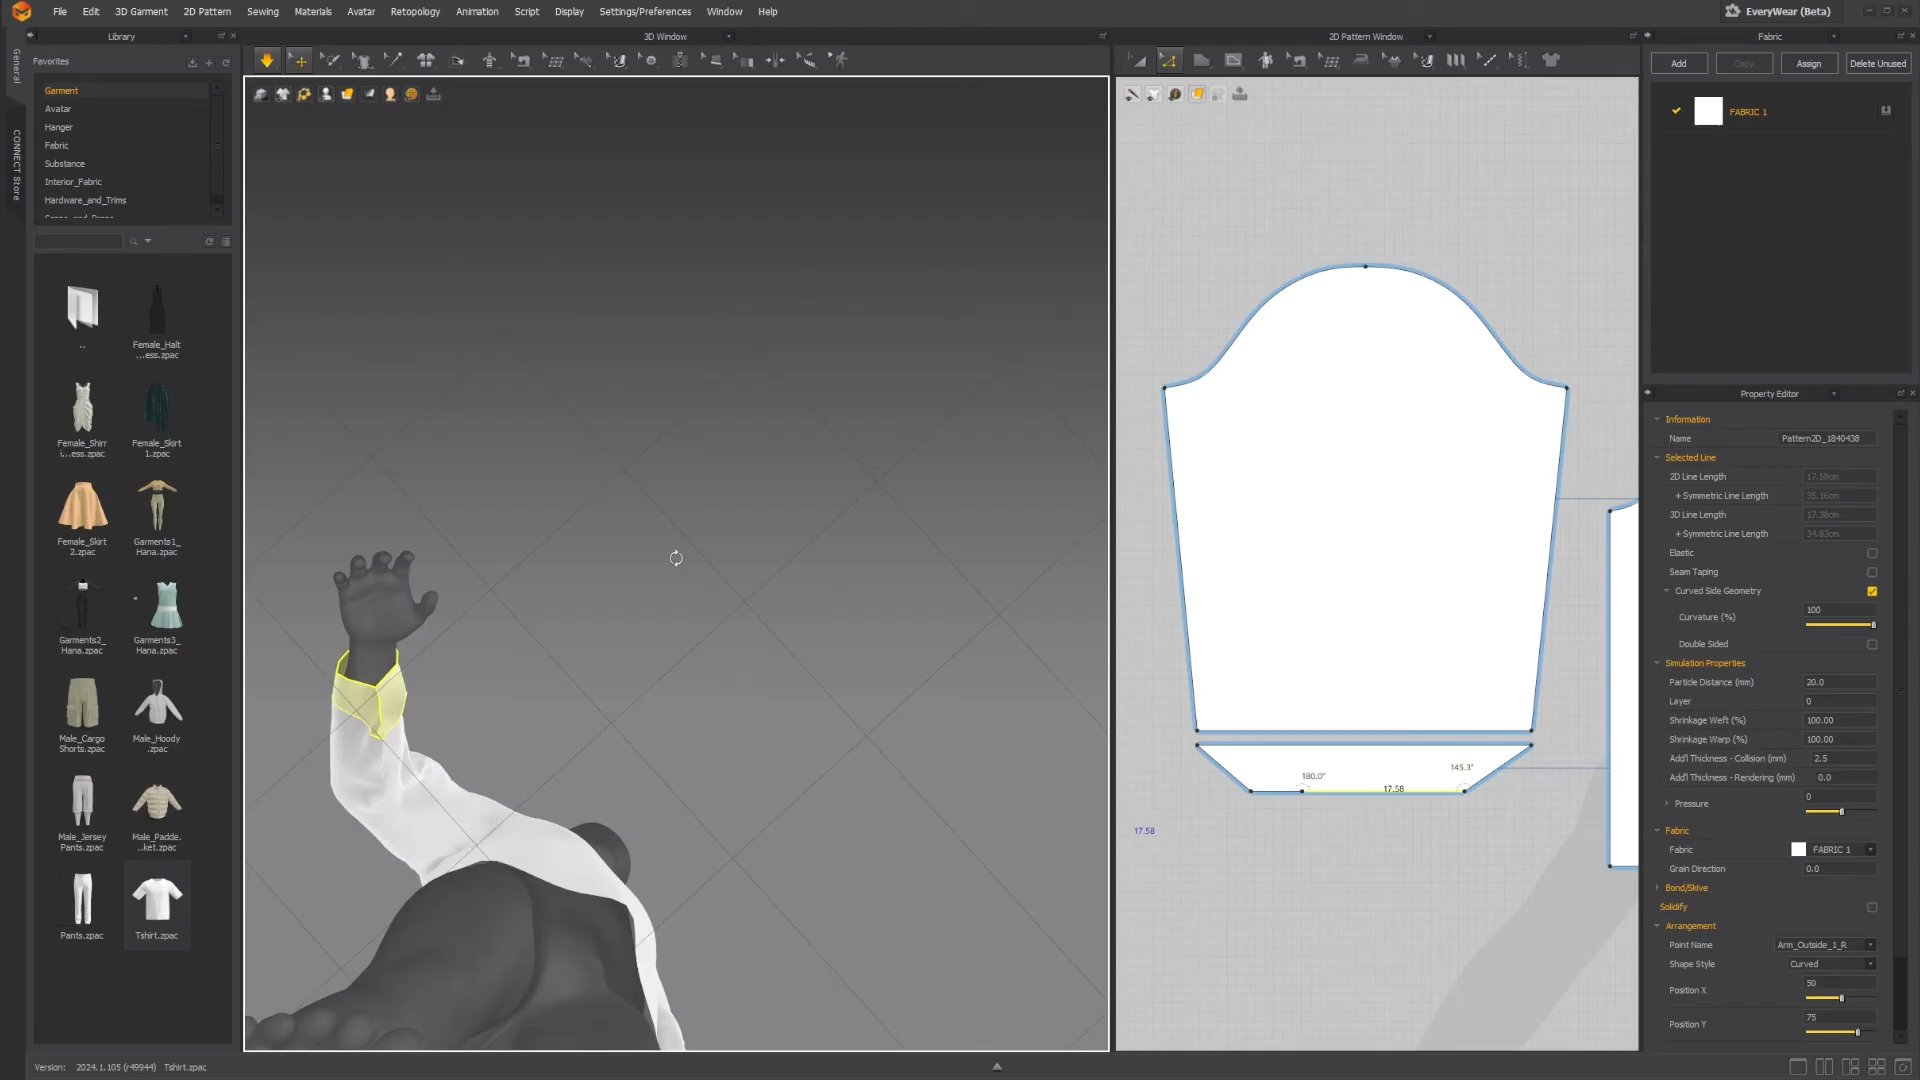 File Edit 3D Garment 2D Pattern Sewing Materials Avatar Retopology Animation Script Display Settings/Preferences Window Help
EveryWear (Beta)
Library
3D Window
2D Pattern Window
Fabric
General
CONNECT Store
Favorites
Garment
Avatar
Hanger
Fabric
Substance
Interior_Fabric
Hardware_and_Trims
..
Female_Halt
...ess.zpac
Female_Shirr
i...ess.zpac
Female_Skirt
1.zpac
Female_Skirt
2.zpac
Garments1_
Hana.zpac
Garments2_
Hana.zpac
Garments3_
Hana.zpac
Male_Cargo
Shorts.zpac
Male_Hoody
.zpac
Male_Jersey
Pants.zpac
Male_Padde.
..ket.zpac
Pants.zpac
Tshirt.zpac
180.0°
145.3°
17.58
17.58
Add Copy Assign Delete Unused
FABRIC 1
Property Editor
Information
Name Pattern2D_1840438
Selected Line
2D Line Length 17.58cm
+ Symmetric Line Length 35.16cm
3D Line Length 17.38cm
+ Symmetric Line Length 34.83cm
Elastic
Seam Taping
Curved Side Geometry
Curvature (%) 100
Double Sided
Simulation Properties
Particle Distance (mm) 20.0
Layer 0
Shrinkage Weft (%) 100.00
Shrinkage Warp (%) 100.00
Add'l Thickness - Collision (mm) 2.5
Add'l Thickness - Rendering (mm) 0.0
Pressure 0
Fabric
Fabric FABRIC 1
Grain Direction 0.0
Bond/Skive
Solidify
Arrangement
Point Name Arm_Outside_1_R
Shape Style Curved
Position X 50
Position Y 75
Version: 2024.1.105 (r49944) Tshirt.zpac